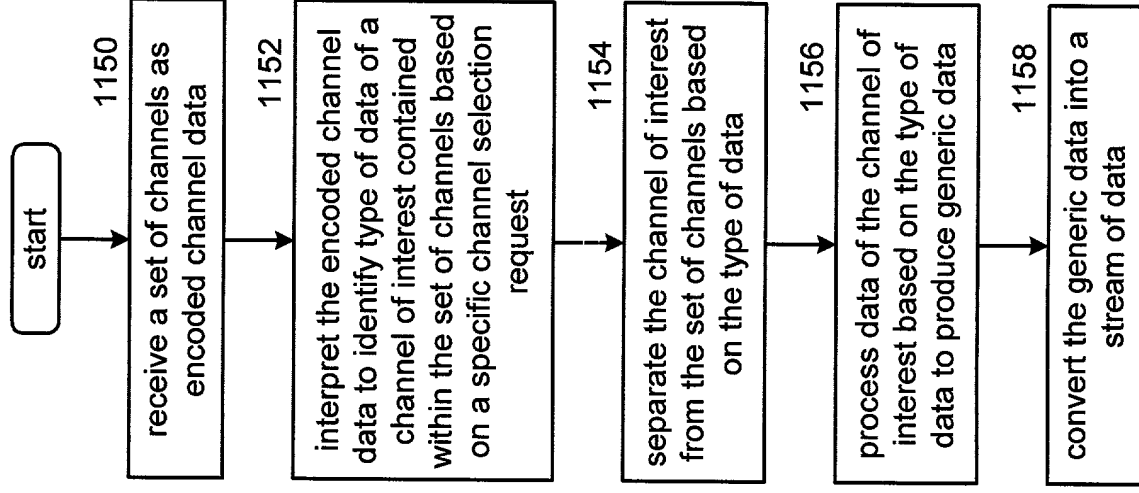 start
1150
receive a set of channels as
encoded channel data
1152
interpret the encoded channel
data to identify type of data of a
channel of interest contained
within the set of channels based
on a specific channel selection
request
1154
separate the channel of interest
from the set of channels based
on the type of data
1156
process data of the channel of
interest based on the type of
data to produce generic data
1158
convert the generic data into a
stream of data